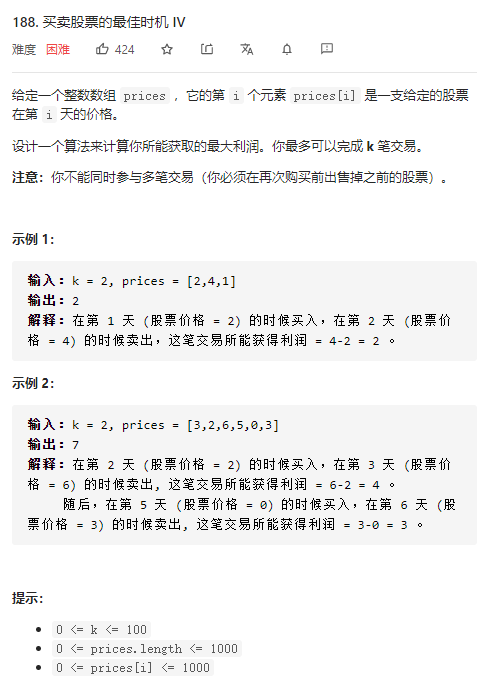 188. 买卖股票的最佳时机 IV
难度 困难 424
给定一个整数数组 prices ，它的第 i 个元素 prices[i] 是一支给定的股票
在第 i 天的价格。
设计一个算法来计算你所能获取的最大利润。你最多可以完成 k 笔交易。
注意：你不能同时参与多笔交易（你必须在再次购买前出售掉之前的股票）。
示例 1：
输入：k = 2, prices = [2,4,1]
输出：2
解释：在第 1 天 (股票价格 = 2) 的时候买入，在第 2 天 (股票价
格 = 4) 的时候卖出，这笔交易所能获得利润 = 4-2 = 2 。
示例 2：
输入：k = 2, prices = [3,2,6,5,0,3]
输出：7
解释：在第 2 天 (股票价格 = 2) 的时候买入，在第 3 天 (股票价
格 = 6) 的时候卖出, 这笔交易所能获得利润 = 6-2 = 4 。
随后，在第 5 天 (股票价格 = 0) 的时候买入，在第 6 天 (股
票价格 = 3) 的时候卖出, 这笔交易所能获得利润 = 3-0 = 3 。
提示：
0 <= k <= 100
0 <= prices.length <= 1000
0 <= prices[i] <= 1000